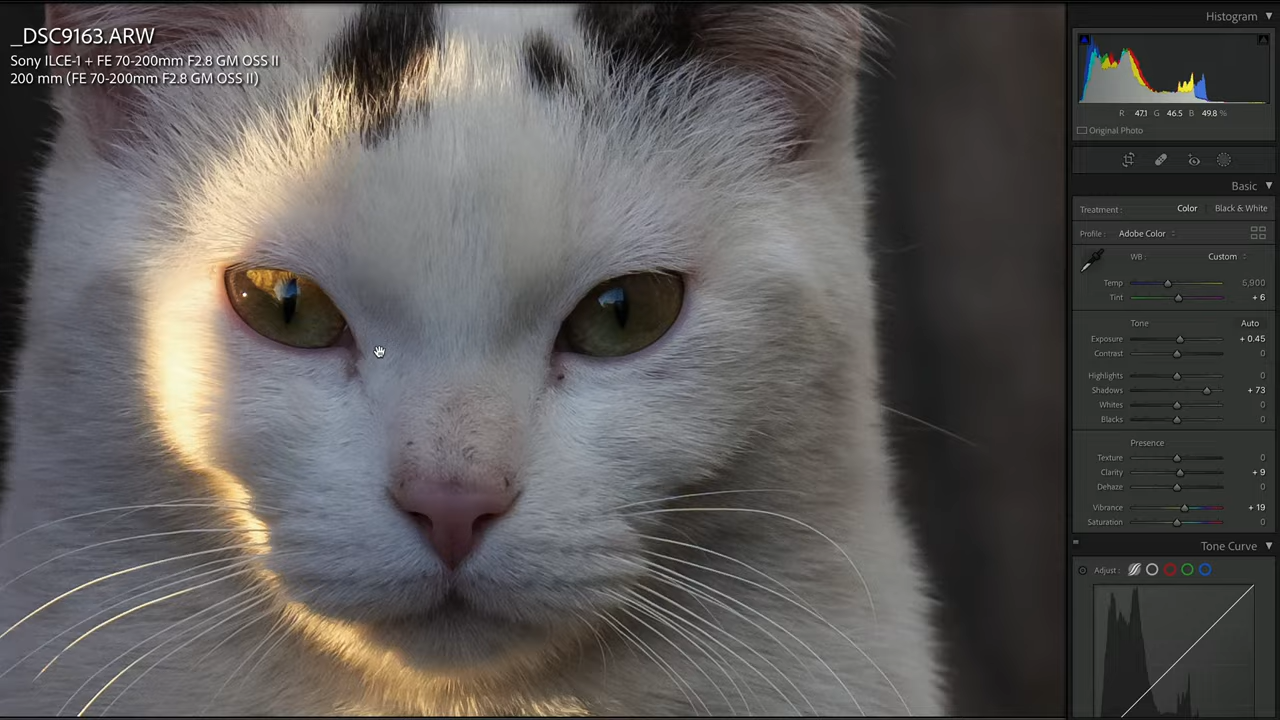 _DSC9163.ARW
Sony ILCE-1 + FE 70-200mm F2.8 GM OSS II
200 mm (FE 70-200mm F2.8 GM OSS II)
Histogram
R 47.1 G 46.5 B 49.8 %
Original Photo
Basic
Treatment : Color Black & White
Profile : Adobe Color
WB : Custom
Temp 5,900
Tint + 6
Tone Auto
Exposure + 0.45
Contrast 0
Highlights 0
Shadows + 73
Whites 0
Blacks 0
Presence
Texture 0
Clarity + 9
Dehaze 0
Vibrance + 19
Saturation 0
Tone Curve
Adjust :